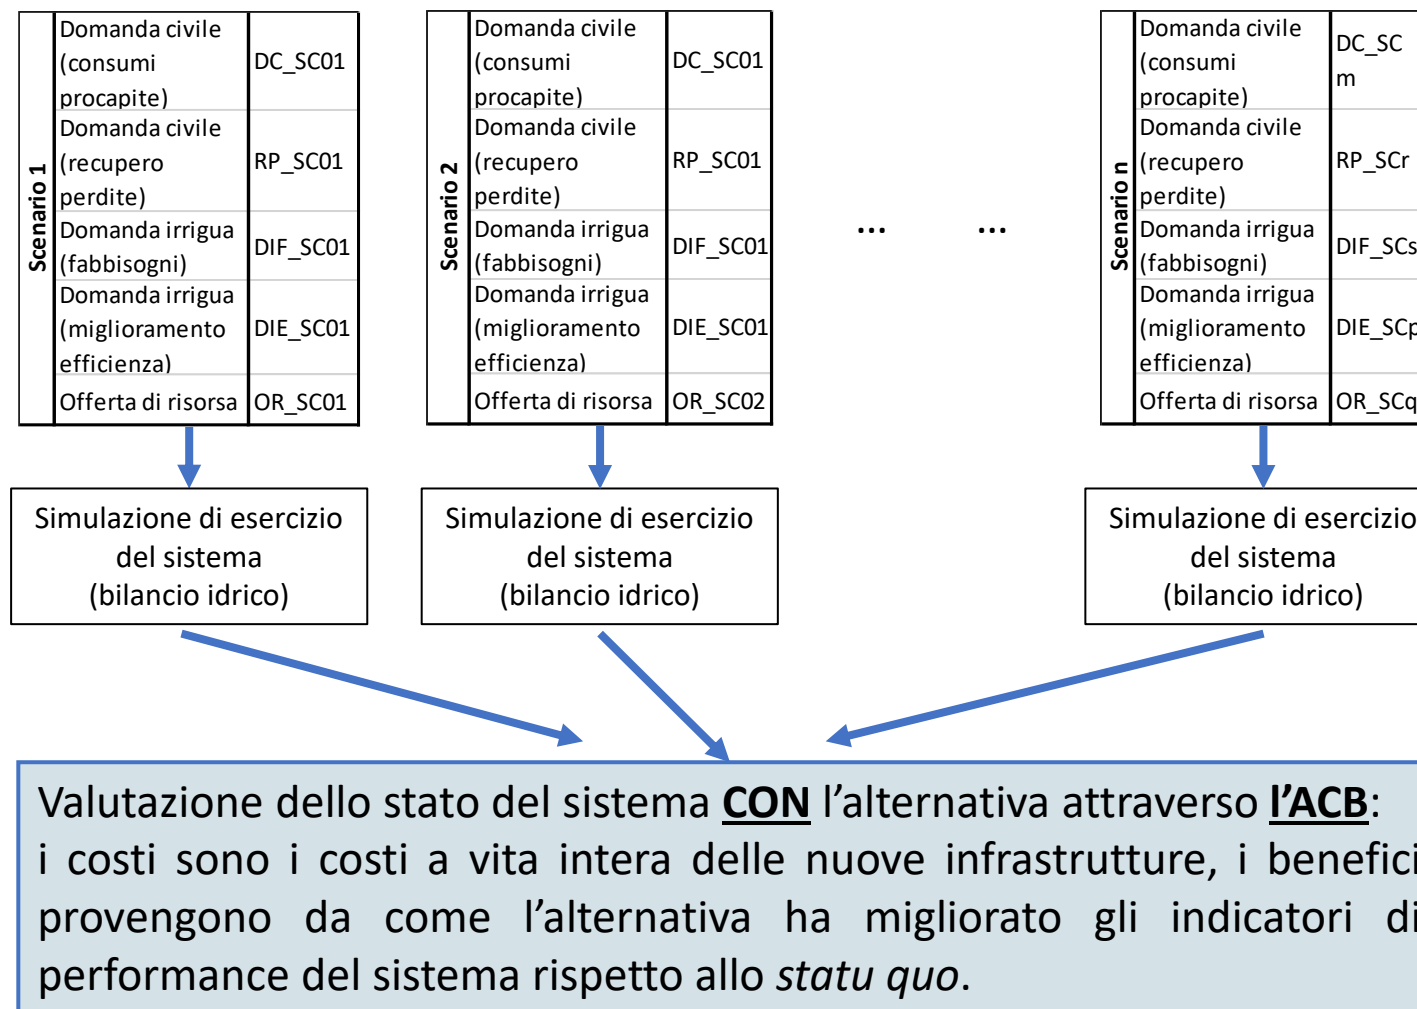 Scenario 1
Domanda civile
(consumi
procapite)
DC_SC01
Domanda civile
(recupero
perdite)
RP_SC01
Domanda irrigua
(fabbisogni)
DIF_SC01
Domanda irrigua
(miglioramento
efficienza)
DIE_SC01
Offerta di risorsa
OR_SC01
Scenario 2
Domanda civile
(consumi
procapite)
DC_SC01
Domanda civile
(recupero
perdite)
RP_SC01
Domanda irrigua
(fabbisogni)
DIF_SC01
Domanda irrigua
(miglioramento
efficienza)
DIE_SC01
Offerta di risorsa
OR_SC02
... ...
Scenario n
Domanda civile
(consumi
procapite)
DC_SC
m
Domanda civile
(recupero
perdite)
RP_SCr
Domanda irrigua
(fabbisogni)
DIF_SCs
Domanda irrigua
(miglioramento
efficienza)
DIE_SCp
Offerta di risorsa
OR_SCq
Simulazione di esercizio
del sistema
(bilancio idrico)
Simulazione di esercizio
del sistema
(bilancio idrico)
Simulazione di esercizio
del sistema
(bilancio idrico)
Valutazione dello stato del sistema CON l’alternativa attraverso l’ACB:
i costi sono i costi a vita intera delle nuove infrastrutture, i benefici
provengono da come l’alternativa ha migliorato gli indicatori di
performance del sistema rispetto allo statu quo.